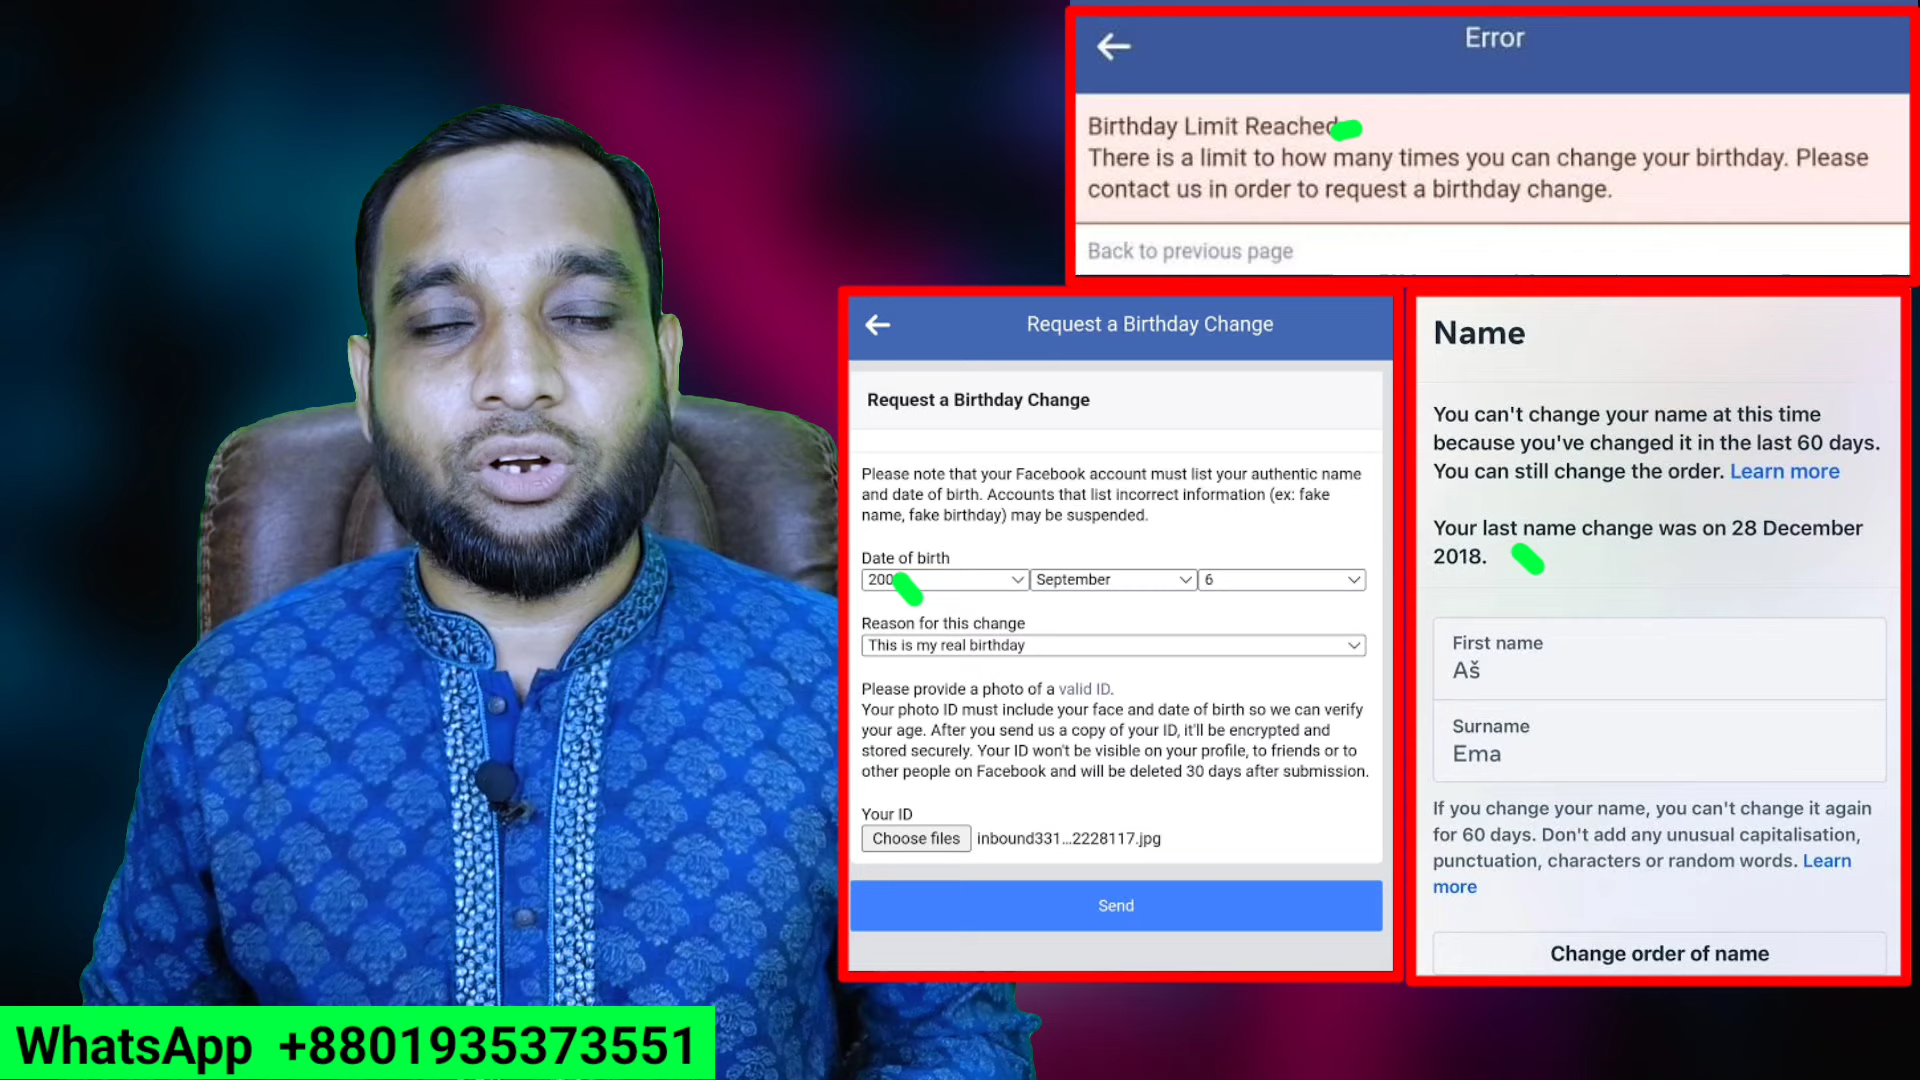 Error
Birthday Limit Reached
There is a limit to how many times you can change your birthday. Please
contact us in order to request a birthday change.
Back to previous page
Request a Birthday Change
Request a Birthday Change
Please note that your Facebook account must list your authentic name
and date of birth. Accounts that list incorrect information (ex: fake
name, fake birthday) may be suspended.
Date of birth
September 6
Reason for this change
This is my real birthday
Please provide a photo of a valid ID.
Your photo ID must include your face and date of birth so we can verify
your age. After you send us a copy of your ID, it'll be encrypted and
stored securely. Your ID won't be visible on your profile, to friends or to
other people on Facebook and will be deleted 30 days after submission.
Your ID
Choose files inbound331...2228117.jpg
Send
Name
You can't change your name at this time
because you've changed it in the last 60 days.
You can still change the order. Learn more
Your last name change was on 28 December
2018.
First name
Aš
Surname
Ema
If you change your name, you can't change it again
for 60 days. Don't add any unusual capitalisation,
punctuation, characters or random words. Learn
more
Change order of name
WhatsApp +8801935373551